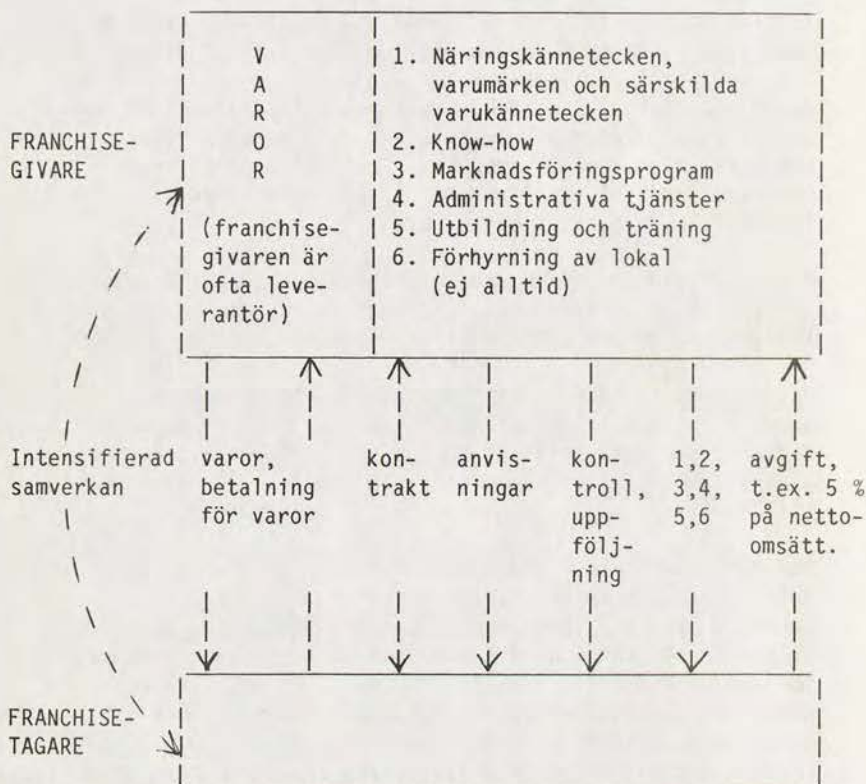 V
A
R
O
R
(franchise-
givaren är
ofta leve-
rantör)
1. Näringskännetecken,
varumärken och särskilda
varukännetecken
2. Know-how
3. Marknadsföringsprogram
4. Administrativa tjänster
5. Utbildning och träning
6. Förhyrning av lokal
(ej alltid)
FRANCHISE-
GIVARE
Intensifierad
samverkan
varor,
betalning
för varor
kon-
trakt
anvis-
ningar
kon-
troll,
upp-
följ-
ning
1,2,
3,4,
5,6
avgift,
t.ex. 5 %
på netto-
omsätt.
FRANCHISE-
TAGARE